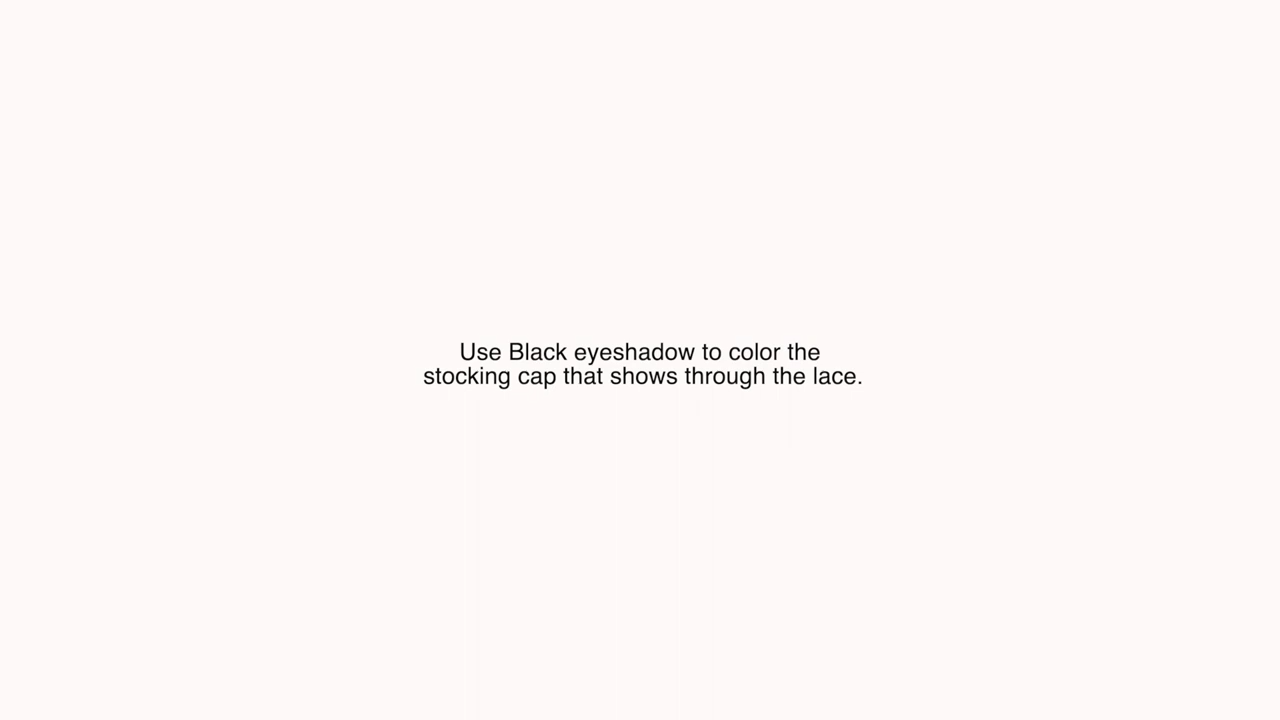 Use Black eyeshadow to color the
stocking cap that shows through the lace.